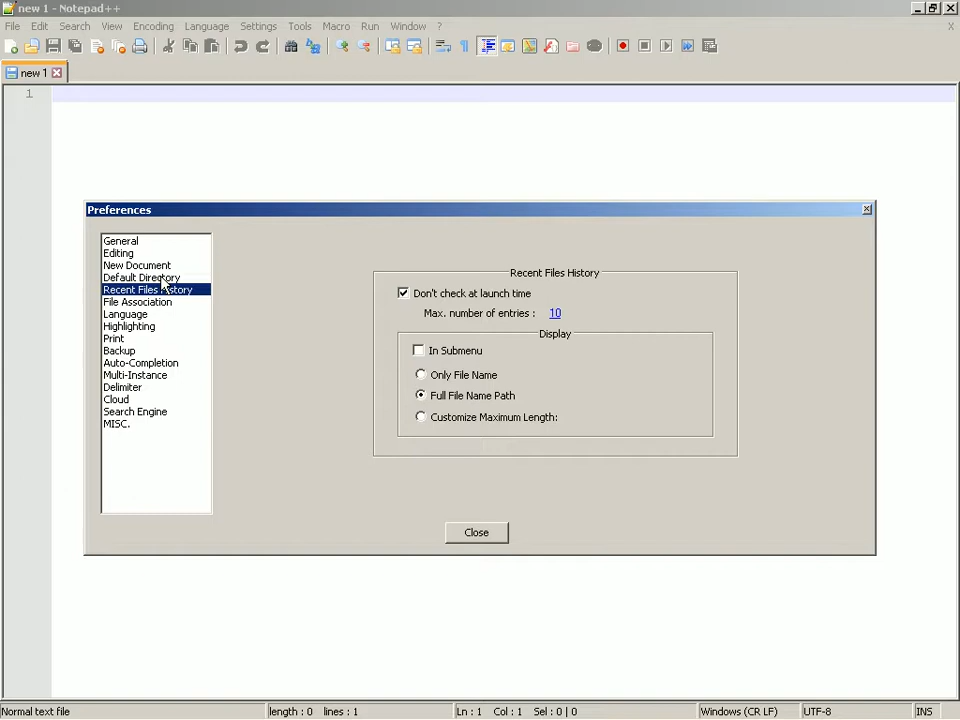 new 1 - Notepad++
File Edit Search View Encoding Language Settings Tools Macro Run Window ? X
new 1
1
Preferences
General
Editing
New Document
Default Directory
Recent Files History
File Association
Language
Highlighting
Print
Backup
Auto-Completion
Multi-Instance
Delimiter
Cloud
Search Engine
MISC.
Recent Files History
Don't check at launch time
Max. number of entries : 10
Display
In Submenu
Only File Name
Full File Name Path
Customize Maximum Length:
Close
Normal text file length : 0 lines : 1 Ln : 1 Col : 1 Sel : 0 | 0 Windows (CR LF) UTF-8 INS